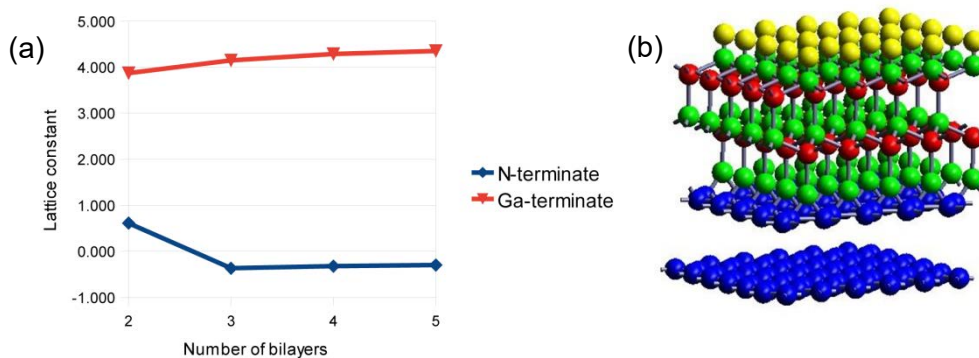 (a)
5.000
4.000
3.000
2.000
1.000
0.000
-1.000
Lattice constant
2 3 4 5
Number of bilayers
N-terminate
Ga-terminate
(b)